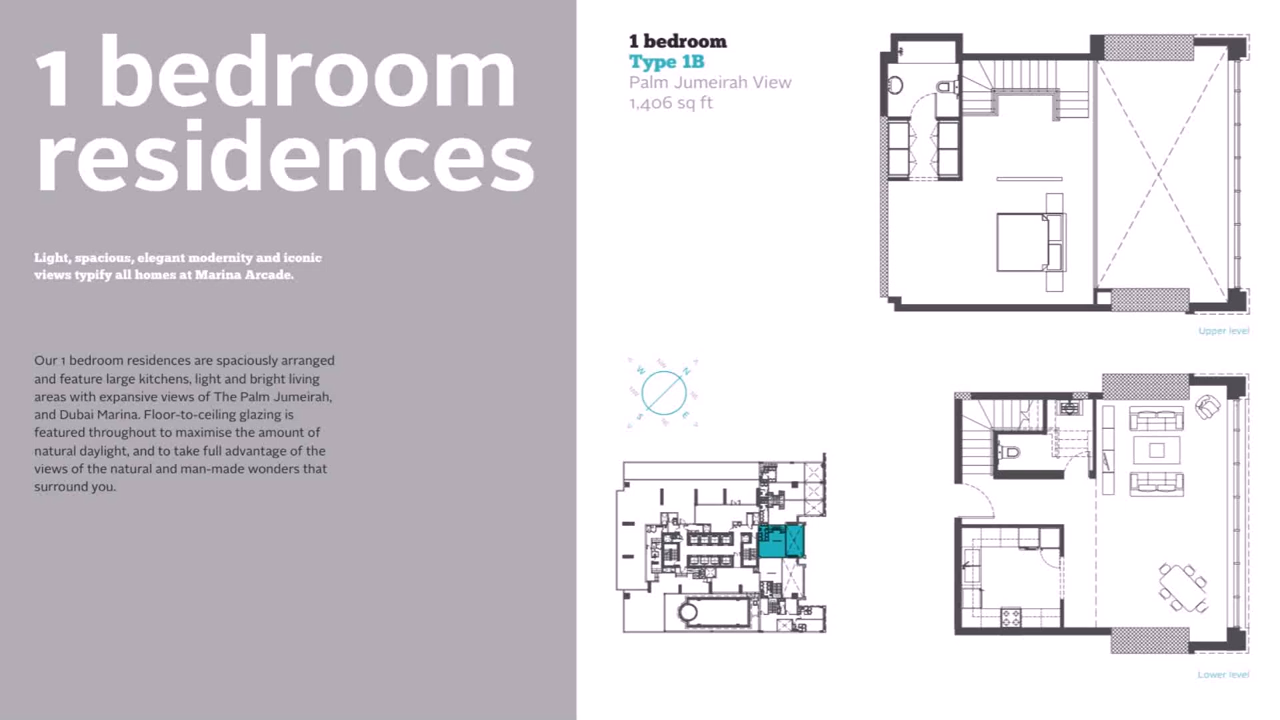 1 bedroom
residences
Light, spacious, elegant modernity and iconic
views typify all homes at Marina Arcade.
Our 1 bedroom residences are spaciously arranged
and feature large kitchens, light and bright living
areas with expansive views of The Palm Jumeirah,
and Dubai Marina. Floor-to-ceiling glazing is
featured throughout to maximise the amount of
natural daylight, and to take full advantage of the
views of the natural and man-made wonders that
surround you.
1 bedroom
Type 1B
Palm Jumeirah View
1,406 sq ft
Upper level
W
N
S
E
Lower level